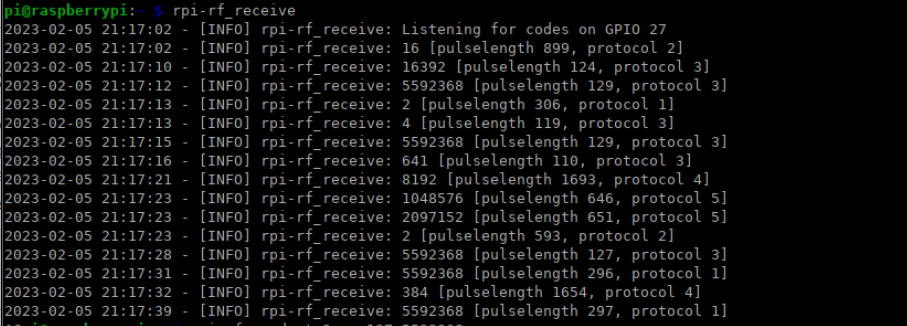 pi@raspberrypi:~ $ rpi-rf_receive
2023-02-05 21:17:02 - [INFO] rpi-rf_receive: Listening for codes on GPIO 27
2023-02-05 21:17:02 - [INFO] rpi-rf_receive: 16 [pulselength 899, protocol 2]
2023-02-05 21:17:10 - [INFO] rpi-rf_receive: 16392 [pulselength 124, protocol 3]
2023-02-05 21:17:12 - [INFO] rpi-rf_receive: 5592368 [pulselength 129, protocol 3]
2023-02-05 21:17:13 - [INFO] rpi-rf_receive: 2 [pulselength 306, protocol 1]
2023-02-05 21:17:13 - [INFO] rpi-rf_receive: 4 [pulselength 119, protocol 3]
2023-02-05 21:17:15 - [INFO] rpi-rf_receive: 5592368 [pulselength 129, protocol 3]
2023-02-05 21:17:16 - [INFO] rpi-rf_receive: 641 [pulselength 110, protocol 3]
2023-02-05 21:17:21 - [INFO] rpi-rf_receive: 8192 [pulselength 1693, protocol 4]
2023-02-05 21:17:23 - [INFO] rpi-rf_receive: 1048576 [pulselength 646, protocol 5]
2023-02-05 21:17:23 - [INFO] rpi-rf_receive: 2097152 [pulselength 651, protocol 5]
2023-02-05 21:17:23 - [INFO] rpi-rf_receive: 2 [pulselength 593, protocol 2]
2023-02-05 21:17:28 - [INFO] rpi-rf_receive: 5592368 [pulselength 127, protocol 3]
2023-02-05 21:17:31 - [INFO] rpi-rf_receive: 5592368 [pulselength 296, protocol 1]
2023-02-05 21:17:32 - [INFO] rpi-rf_receive: 384 [pulselength 1654, protocol 4]
2023-02-05 21:17:39 - [INFO] rpi-rf_receive: 5592368 [pulselength 297, protocol 1]